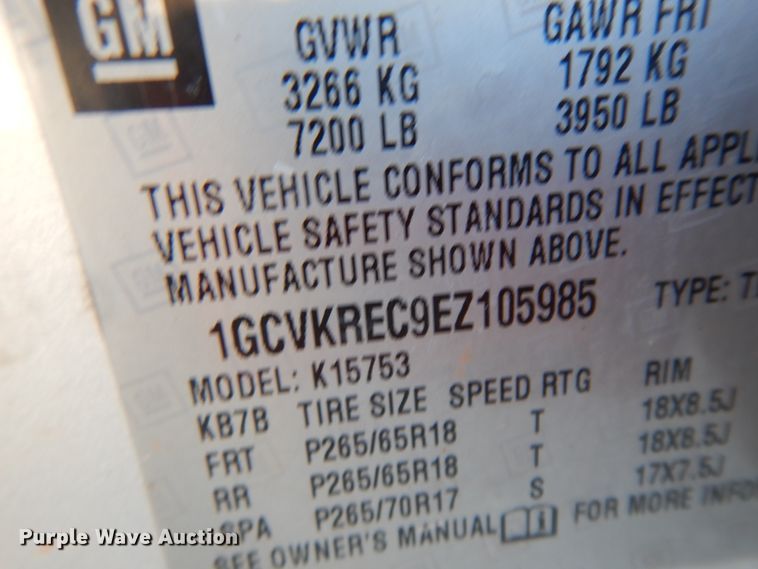 GM
GVWR GAWR FRT
3266 KG 1792 KG
7200 LB 3950 LB
THIS VEHICLE CONFORMS TO ALL APPL
VEHICLE SAFETY STANDARDS IN EFFECT
MANUFACTURE SHOWN ABOVE.
1GCVKREC9EZ105985 TYPE: T
MODEL: K15753
KB7B TIRE SIZE SPEED RTG RIM
FRT P265/65R18 T 18X8.5J
RR P265/65R18 T 18X8.5J
SPA P265/70R17 S 17X7.5J
SEE OWNER'S MANUAL FOR MORE INFO
Purple Wave Auction